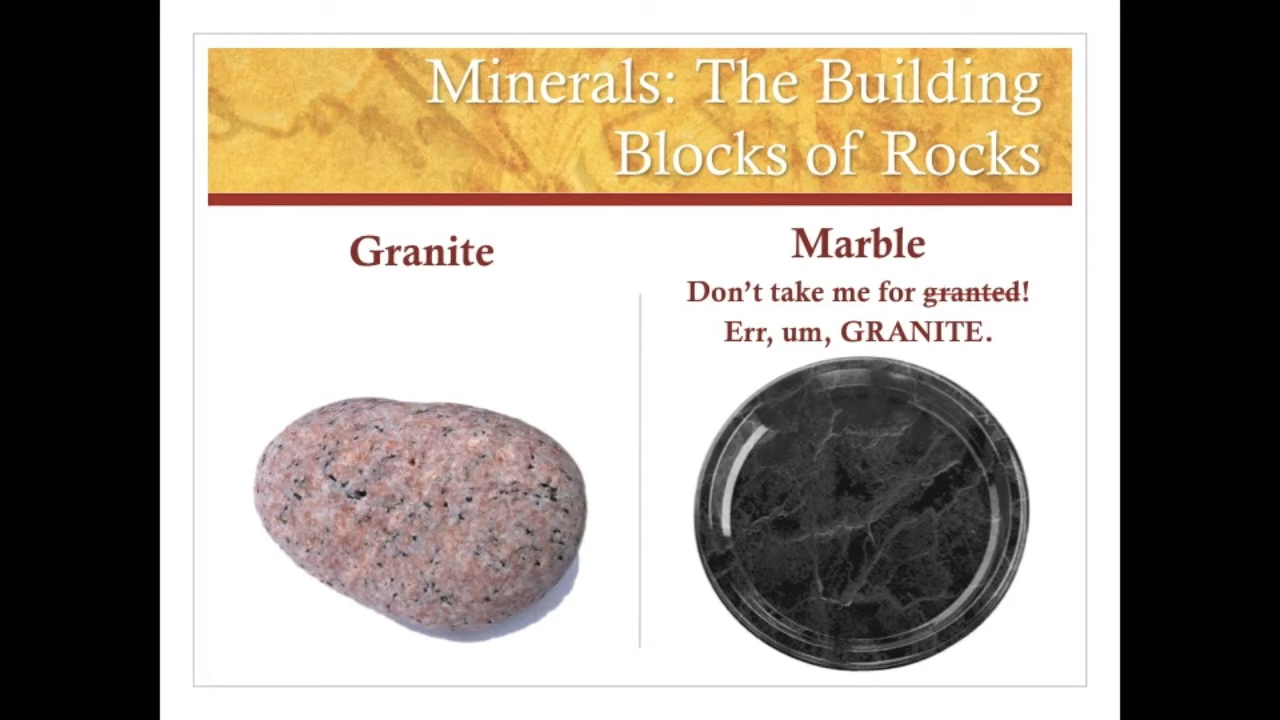 Minerals: The Building
Blocks of Rocks
Granite
Marble
Don’t take me for granted!
Err, um, GRANITE.